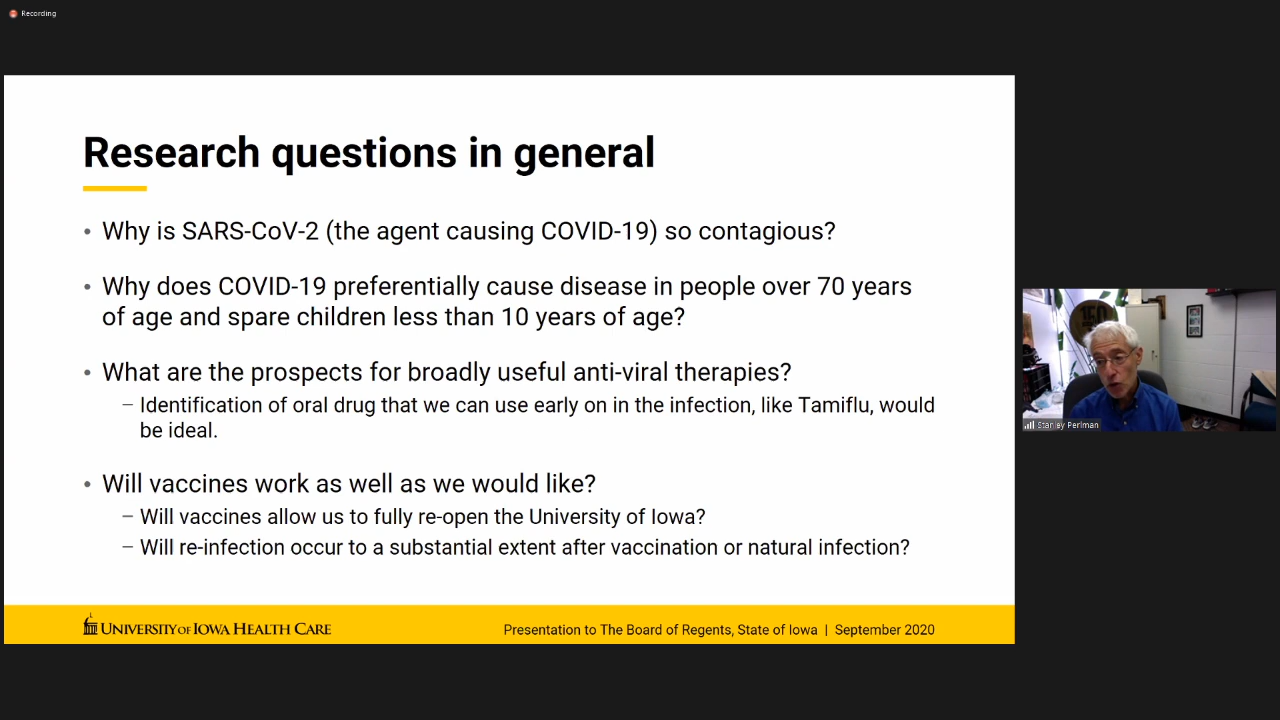 Recording
Research questions in general
• Why is SARS-CoV-2 (the agent causing COVID-19) so contagious?
• Why does COVID-19 preferentially cause disease in people over 70 years
of age and spare children less than 10 years of age?
• What are the prospects for broadly useful anti-viral therapies?
– Identification of oral drug that we can use early on in the infection, like Tamiflu, would
be ideal.
• Will vaccines work as well as we would like?
– Will vaccines allow us to fully re-open the University of Iowa?
– Will re-infection occur to a substantial extent after vaccination or natural infection?
UNIVERSITY OF IOWA HEALTH CARE
Presentation to The Board of Regents, State of Iowa | September 2020
150
Stanley Perlman